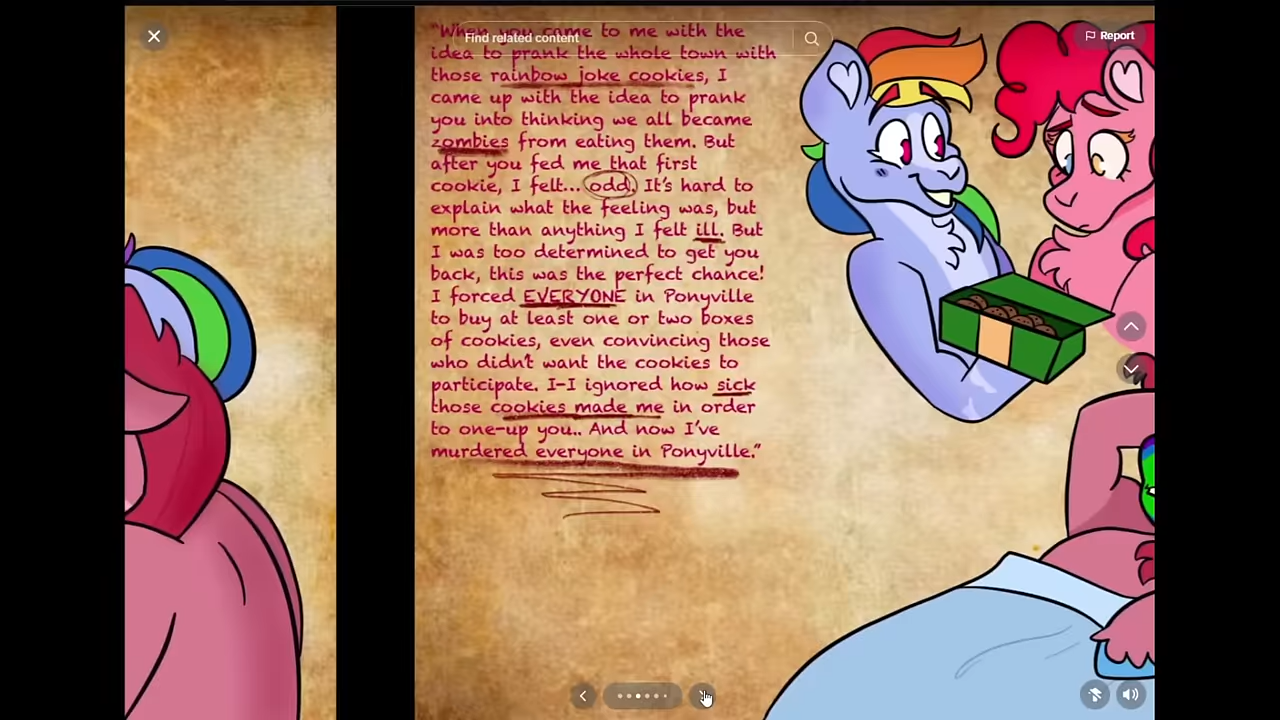 Find related content
Report
"When you came to me with the
idea to prank the whole town with
those rainbow joke cookies, I
came up with the idea to prank
you into thinking we all became
zombies from eating them. But
after you fed me that first
cookie, I felt... odd. It's hard to
explain what the feeling was, but
more than anything I felt ill. But
I was too determined to get you
back, this was the perfect chance!
I forced EVERYONE in Ponyville
to buy at least one or two boxes
of cookies, even convincing those
who didn't want the cookies to
participate. I-I ignored how sick
those cookies made me in order
to one-up you.. And now I've
murdered everyone in Ponyville."